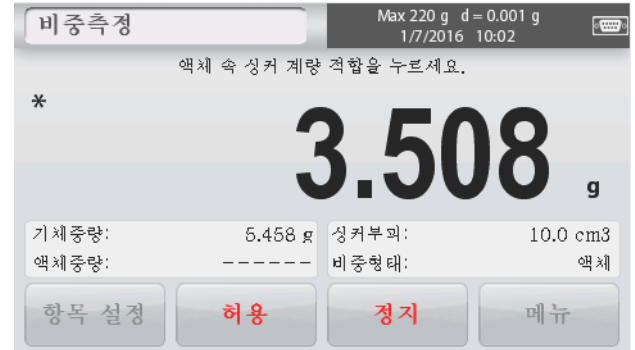 비중측정
Max 220 g d = 0.001 g
1/7/2016 10:02
액체 속 싱커 계량 적합을 누르세요.
*
3.508 g
기체중량: 5.458 g
싱커부피: 10.0 cm3
액체중량: ------
비중형태: 액체
항목 설정
허용
정지
메뉴